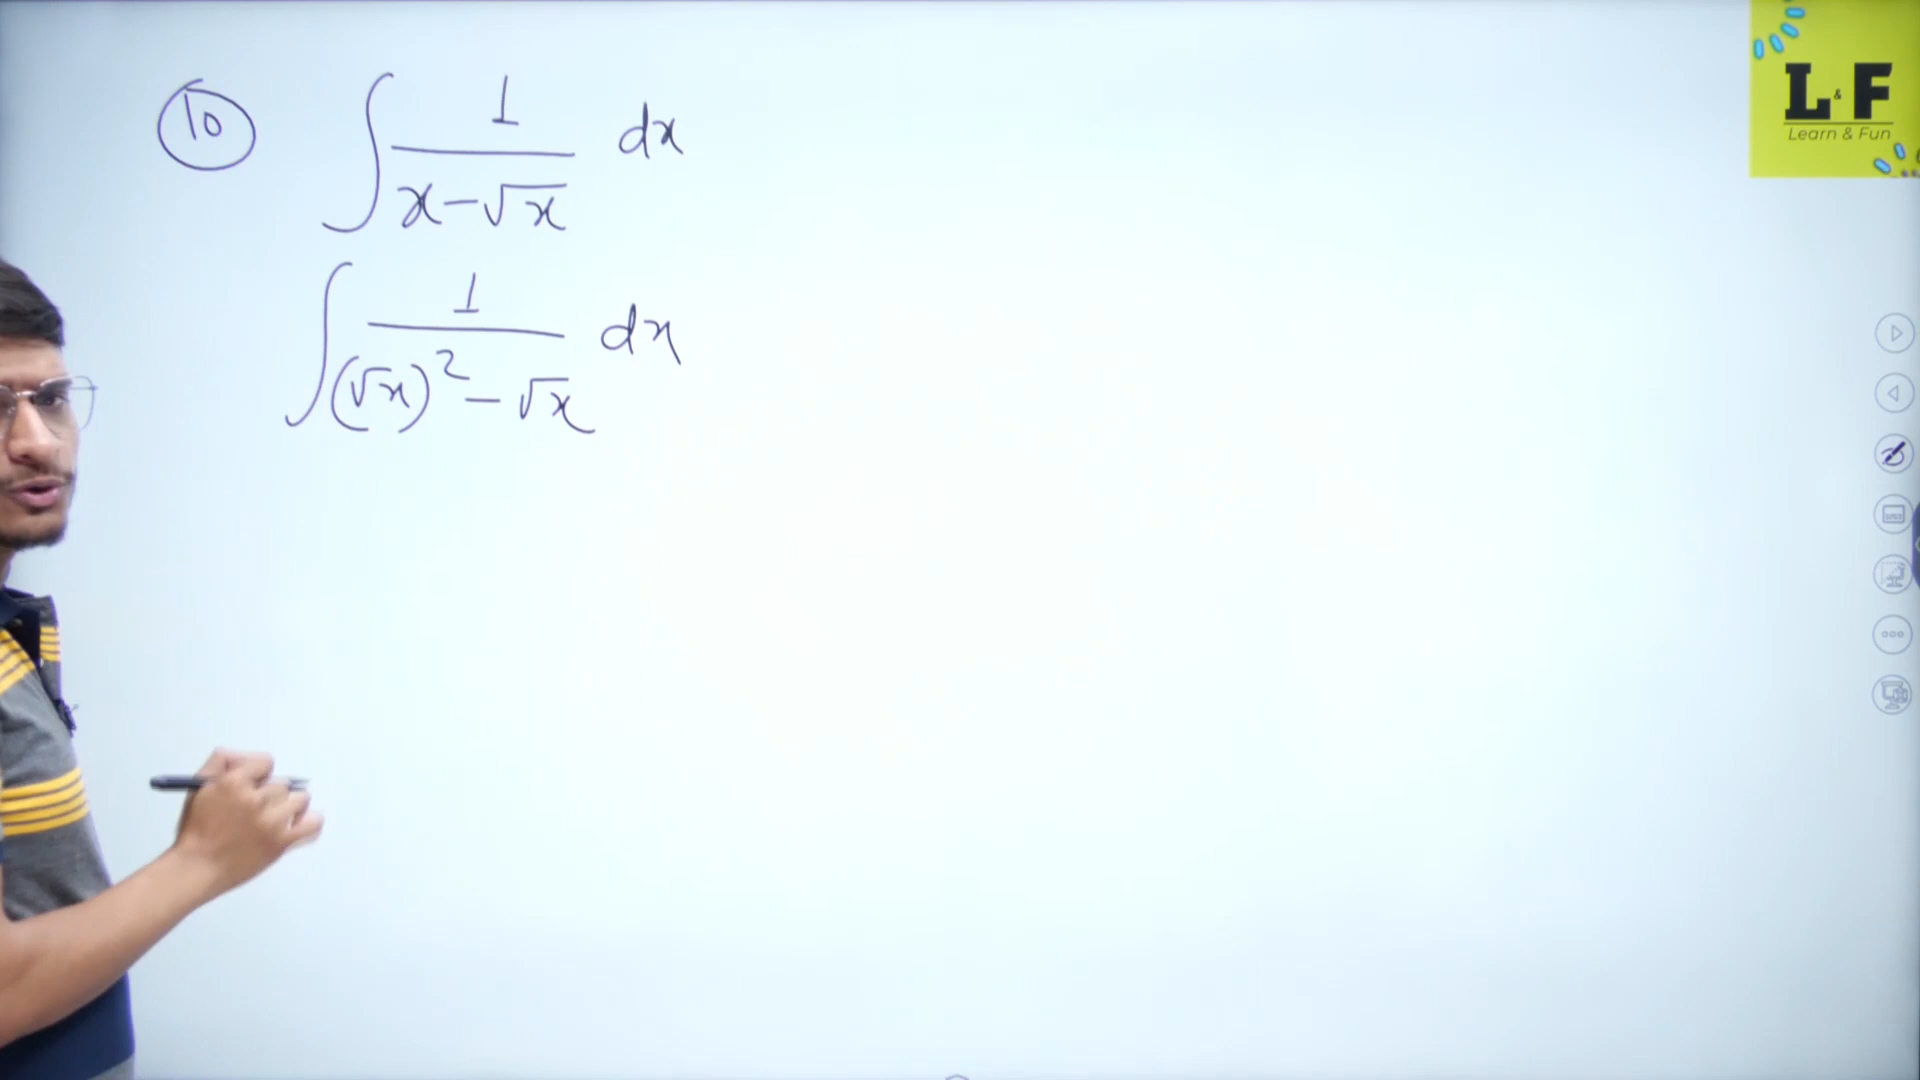 10 ∫ 1/(x-√x) dx
∫ 1/((√x)² - √x) dx
L&F
Learn & Fun